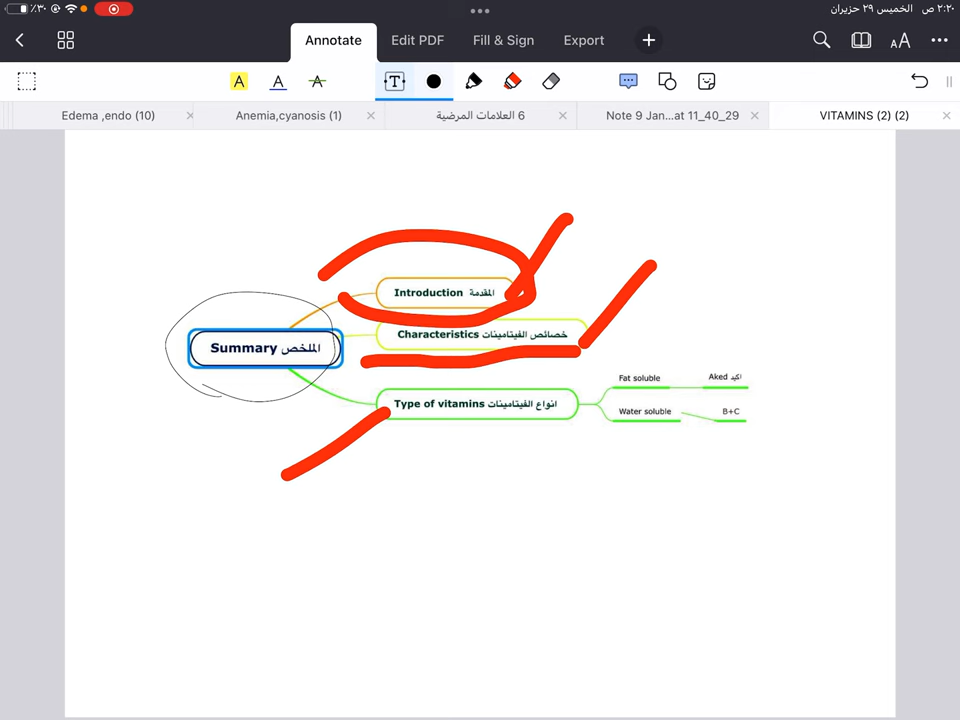 ٪٣٠
٢:٢٠ ص الخميس ٢٩ حزيران
Annotate Edit PDF Fill & Sign Export
AA
A A A T
Edema ,endo (10) Anemia,cyanosis (1) 6 العلامات المرضية Note 9 Jan...at 11_40_29 VITAMINS (2) (2)
Introduction المقدمة
Characteristics خصائص الفيتامينات
Summary الملخص
Fat soluble Aked اكيد
Type of vitamins انواع الفيتامينات
Water soluble B+C